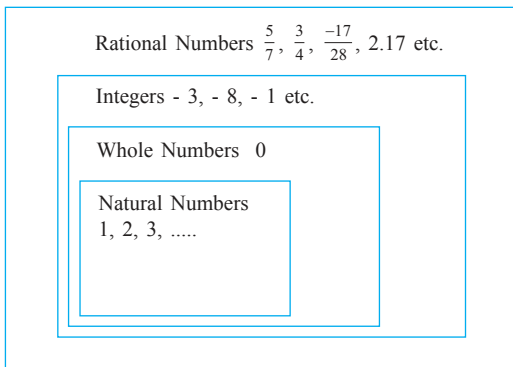 Rational Numbers 5/7, 3/4, -17/28, 2.17 etc.
Integers - 3, - 8, - 1 etc.
Whole Numbers 0
Natural Numbers
1, 2, 3, .....